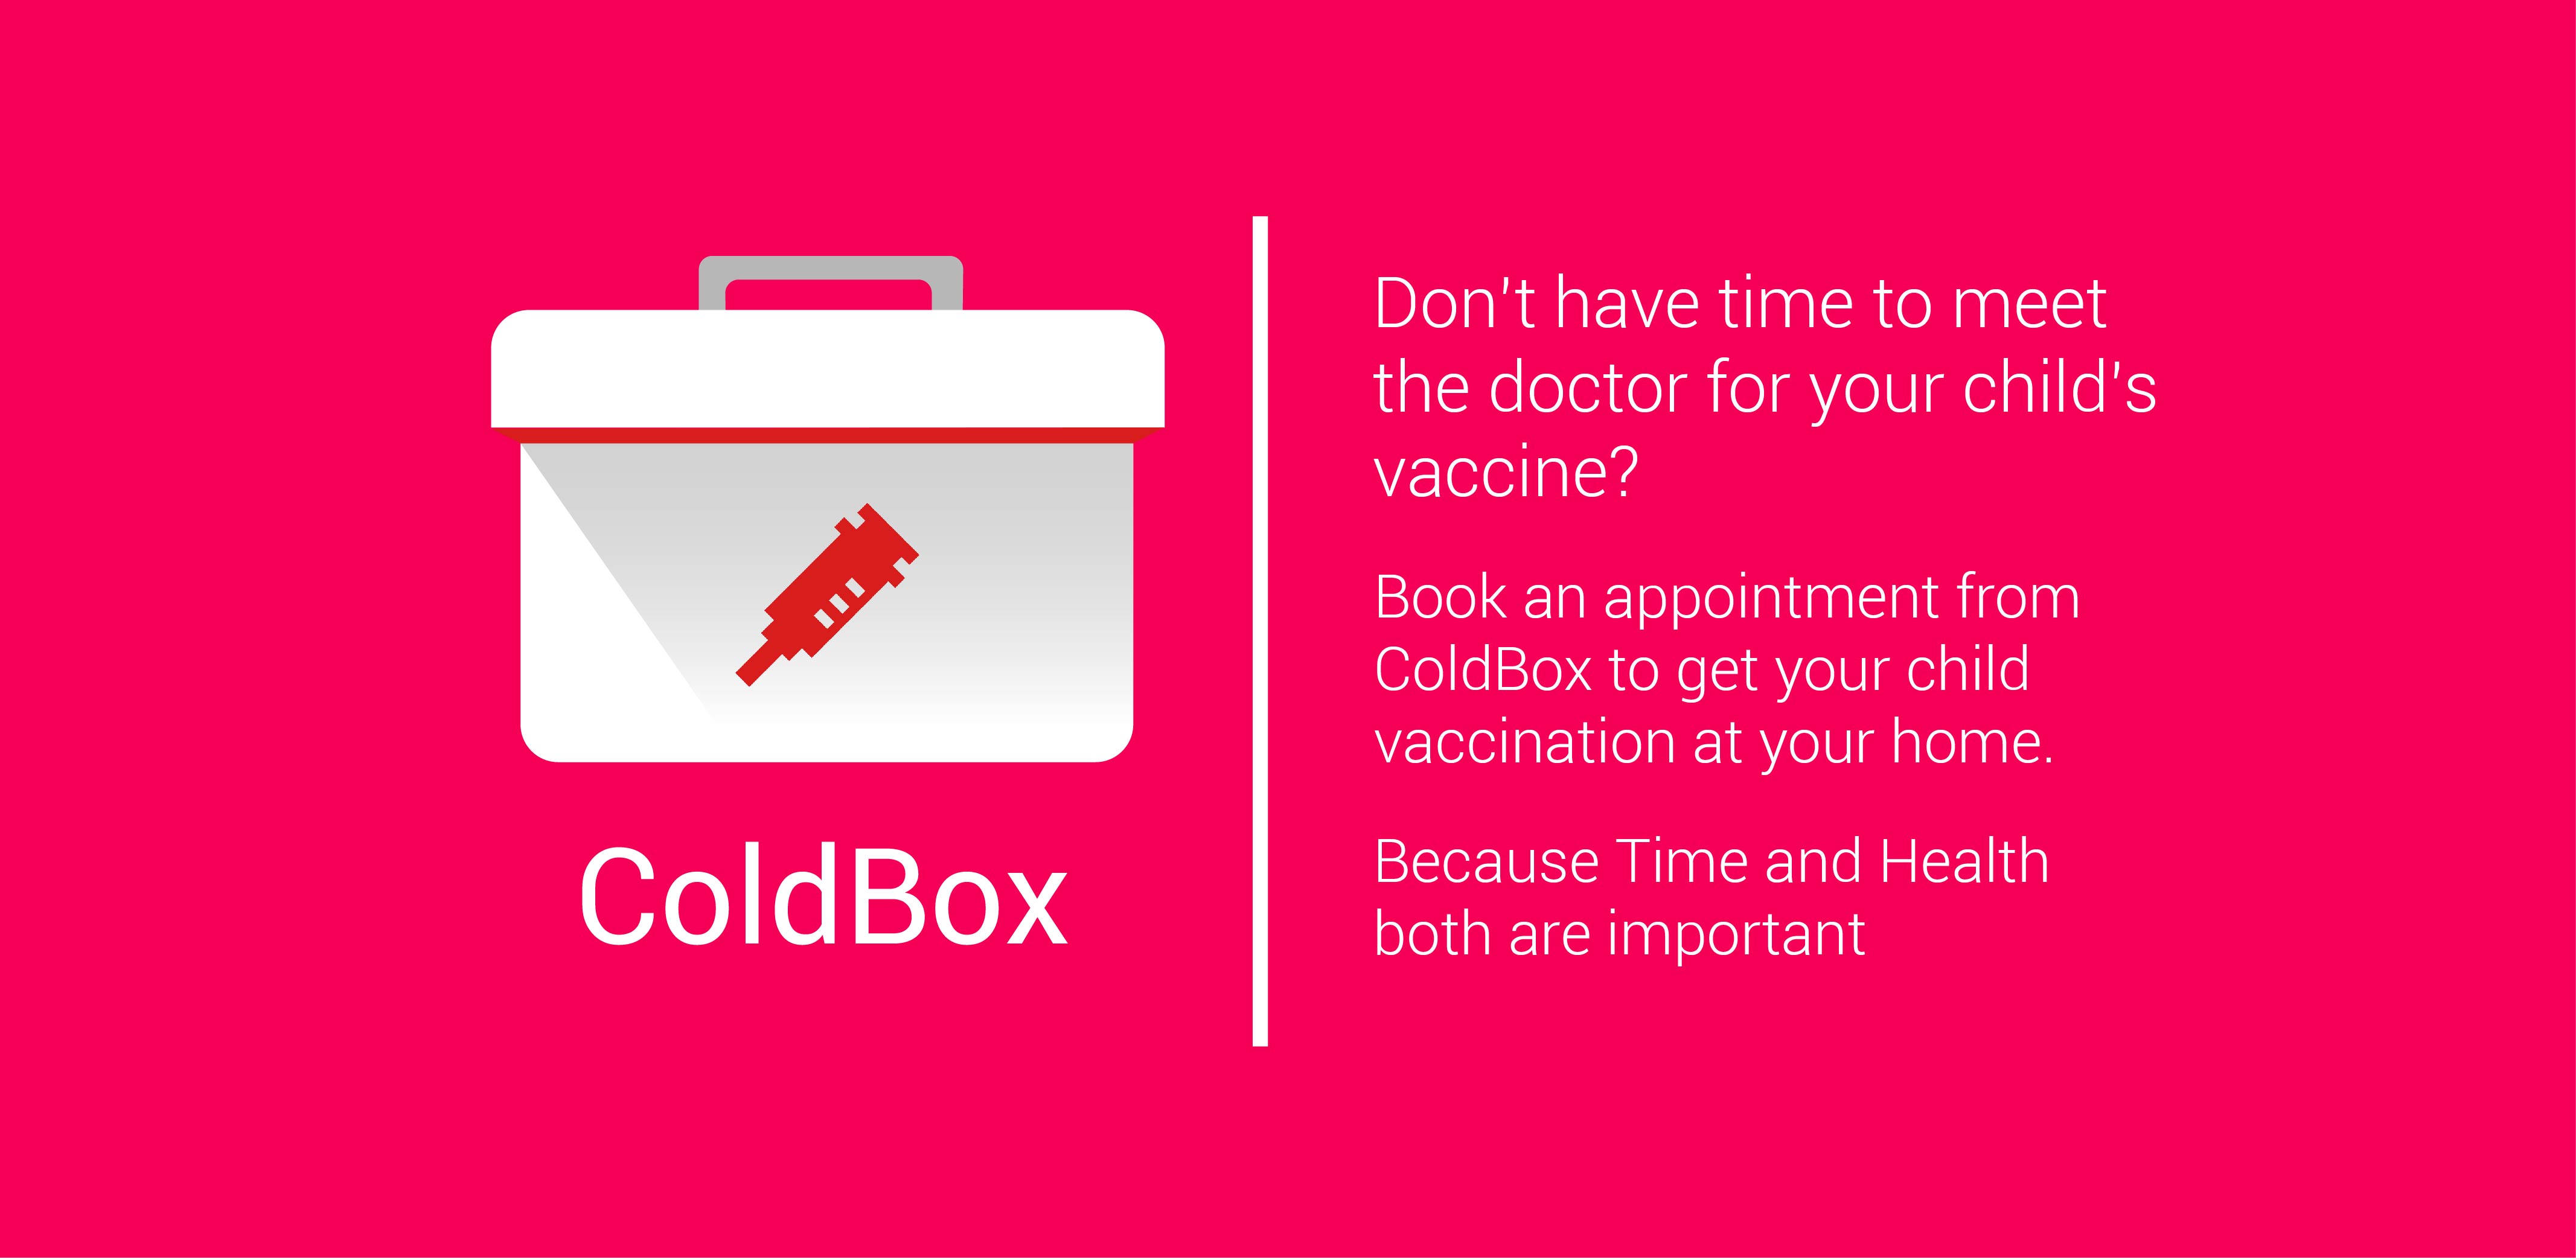 ColdBox
Don't have time to meet
the doctor for your child's
vaccine?
Book an appointment from
ColdBox to get your child
vaccination at your home.
Because Time and Health
both are important